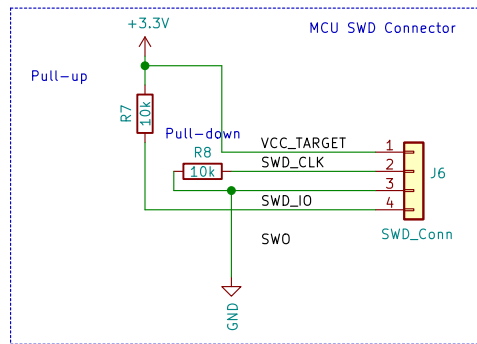 +3.3V
MCU SWD Connector
Pull-up
R7
10k
Pull-down
R8
10k
VCC_TARGET
1
SWD_CLK
2
3
J6
SWD_IO
4
SWO
SWD_Conn
GND